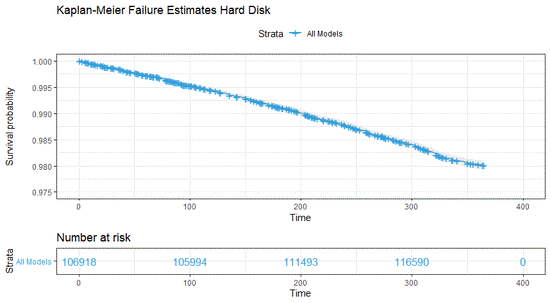 Kaplan-Meier Failure Estimates Hard Disk
Strata All Models
Survival probability
1.000
0.995
0.990
0.985
0.980
0.975
0 100 200 300 400
Time
Number at risk
Strata
All Models 106918 105994 111493 116590 0
0 100 200 300 400
Time